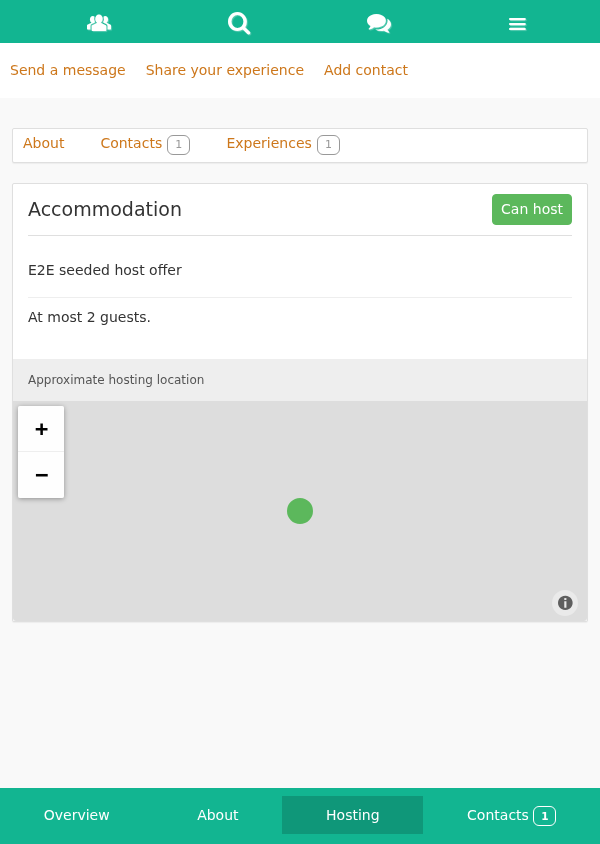 Send a message Share your experience Add contact
About Contacts 1 Experiences 1
Accommodation Can host
E2E seeded host offer
At most 2 guests.
Approximate hosting location
+
−
Overview About Hosting Contacts 1